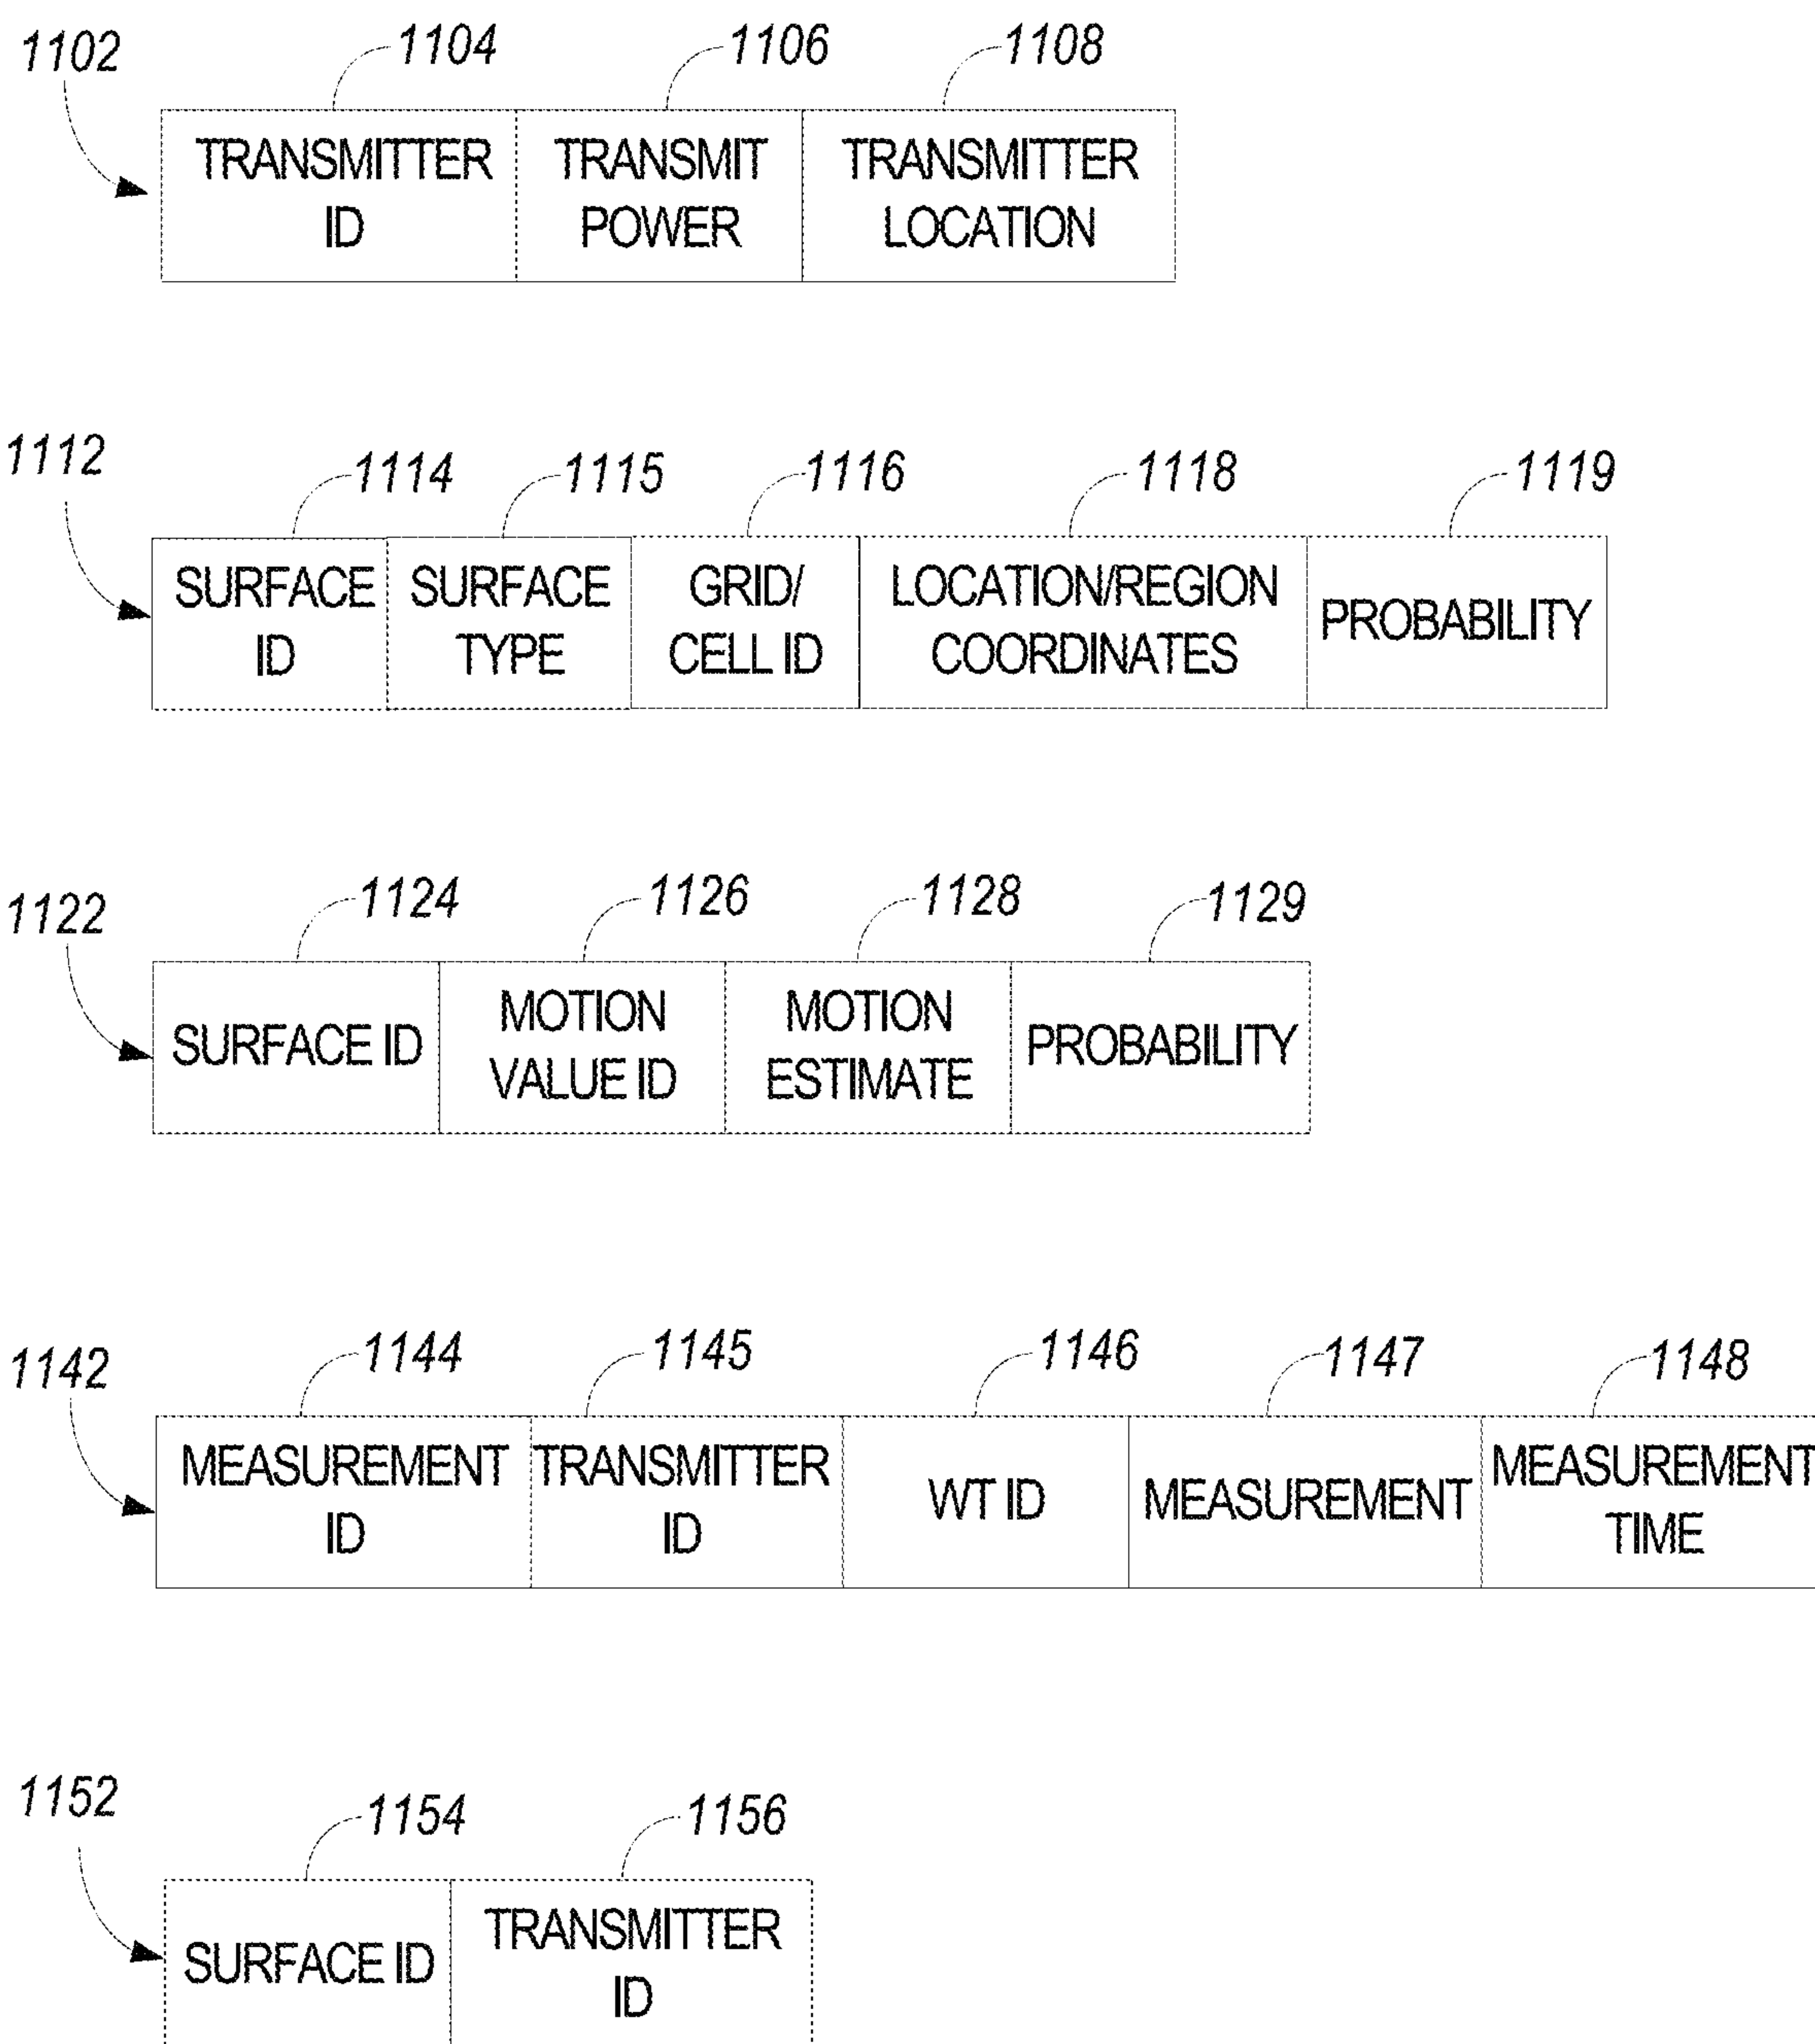 1102
1104
1106
1108
TRANSMITTER
ID
TRANSMIT
POWER
TRANSMITTER
LOCATION
1112
1114
1115
1116
1118
1119
SURFACE
ID
SURFACE
TYPE
GRID/
CELL ID
LOCATION/REGION
COORDINATES
PROBABILITY
1122
1124
1126
1128
1129
SURFACE ID
MOTION
VALUE ID
MOTION
ESTIMATE
PROBABILITY
1142
1144
1145
1146
1147
1148
MEASUREMENT
ID
TRANSMITTER
ID
WT ID
MEASUREMENT
MEASUREMENT
TIME
1152
1154
1156
SURFACE ID
TRANSMITTER
ID